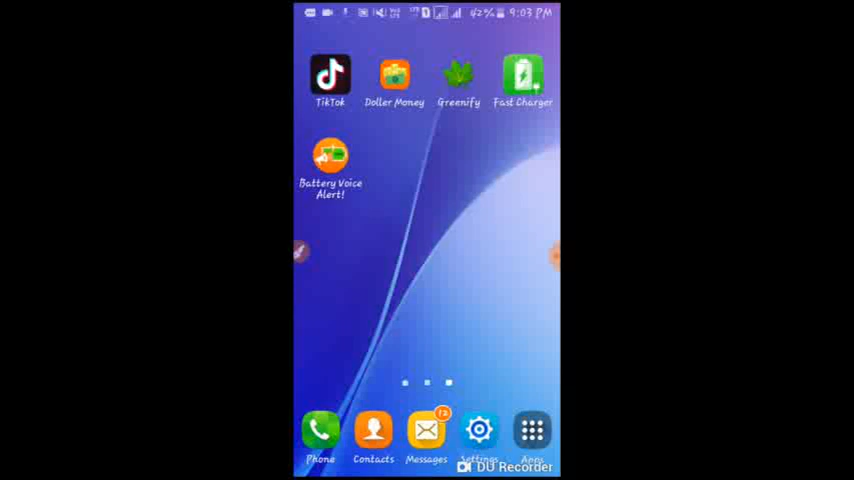 42% 9:03 PM
TikTok
Doller Money
Greenify
Fast Charger
Battery Voice
Alert!
Phone
Contacts
Messages
Settings
Apps
DU Recorder